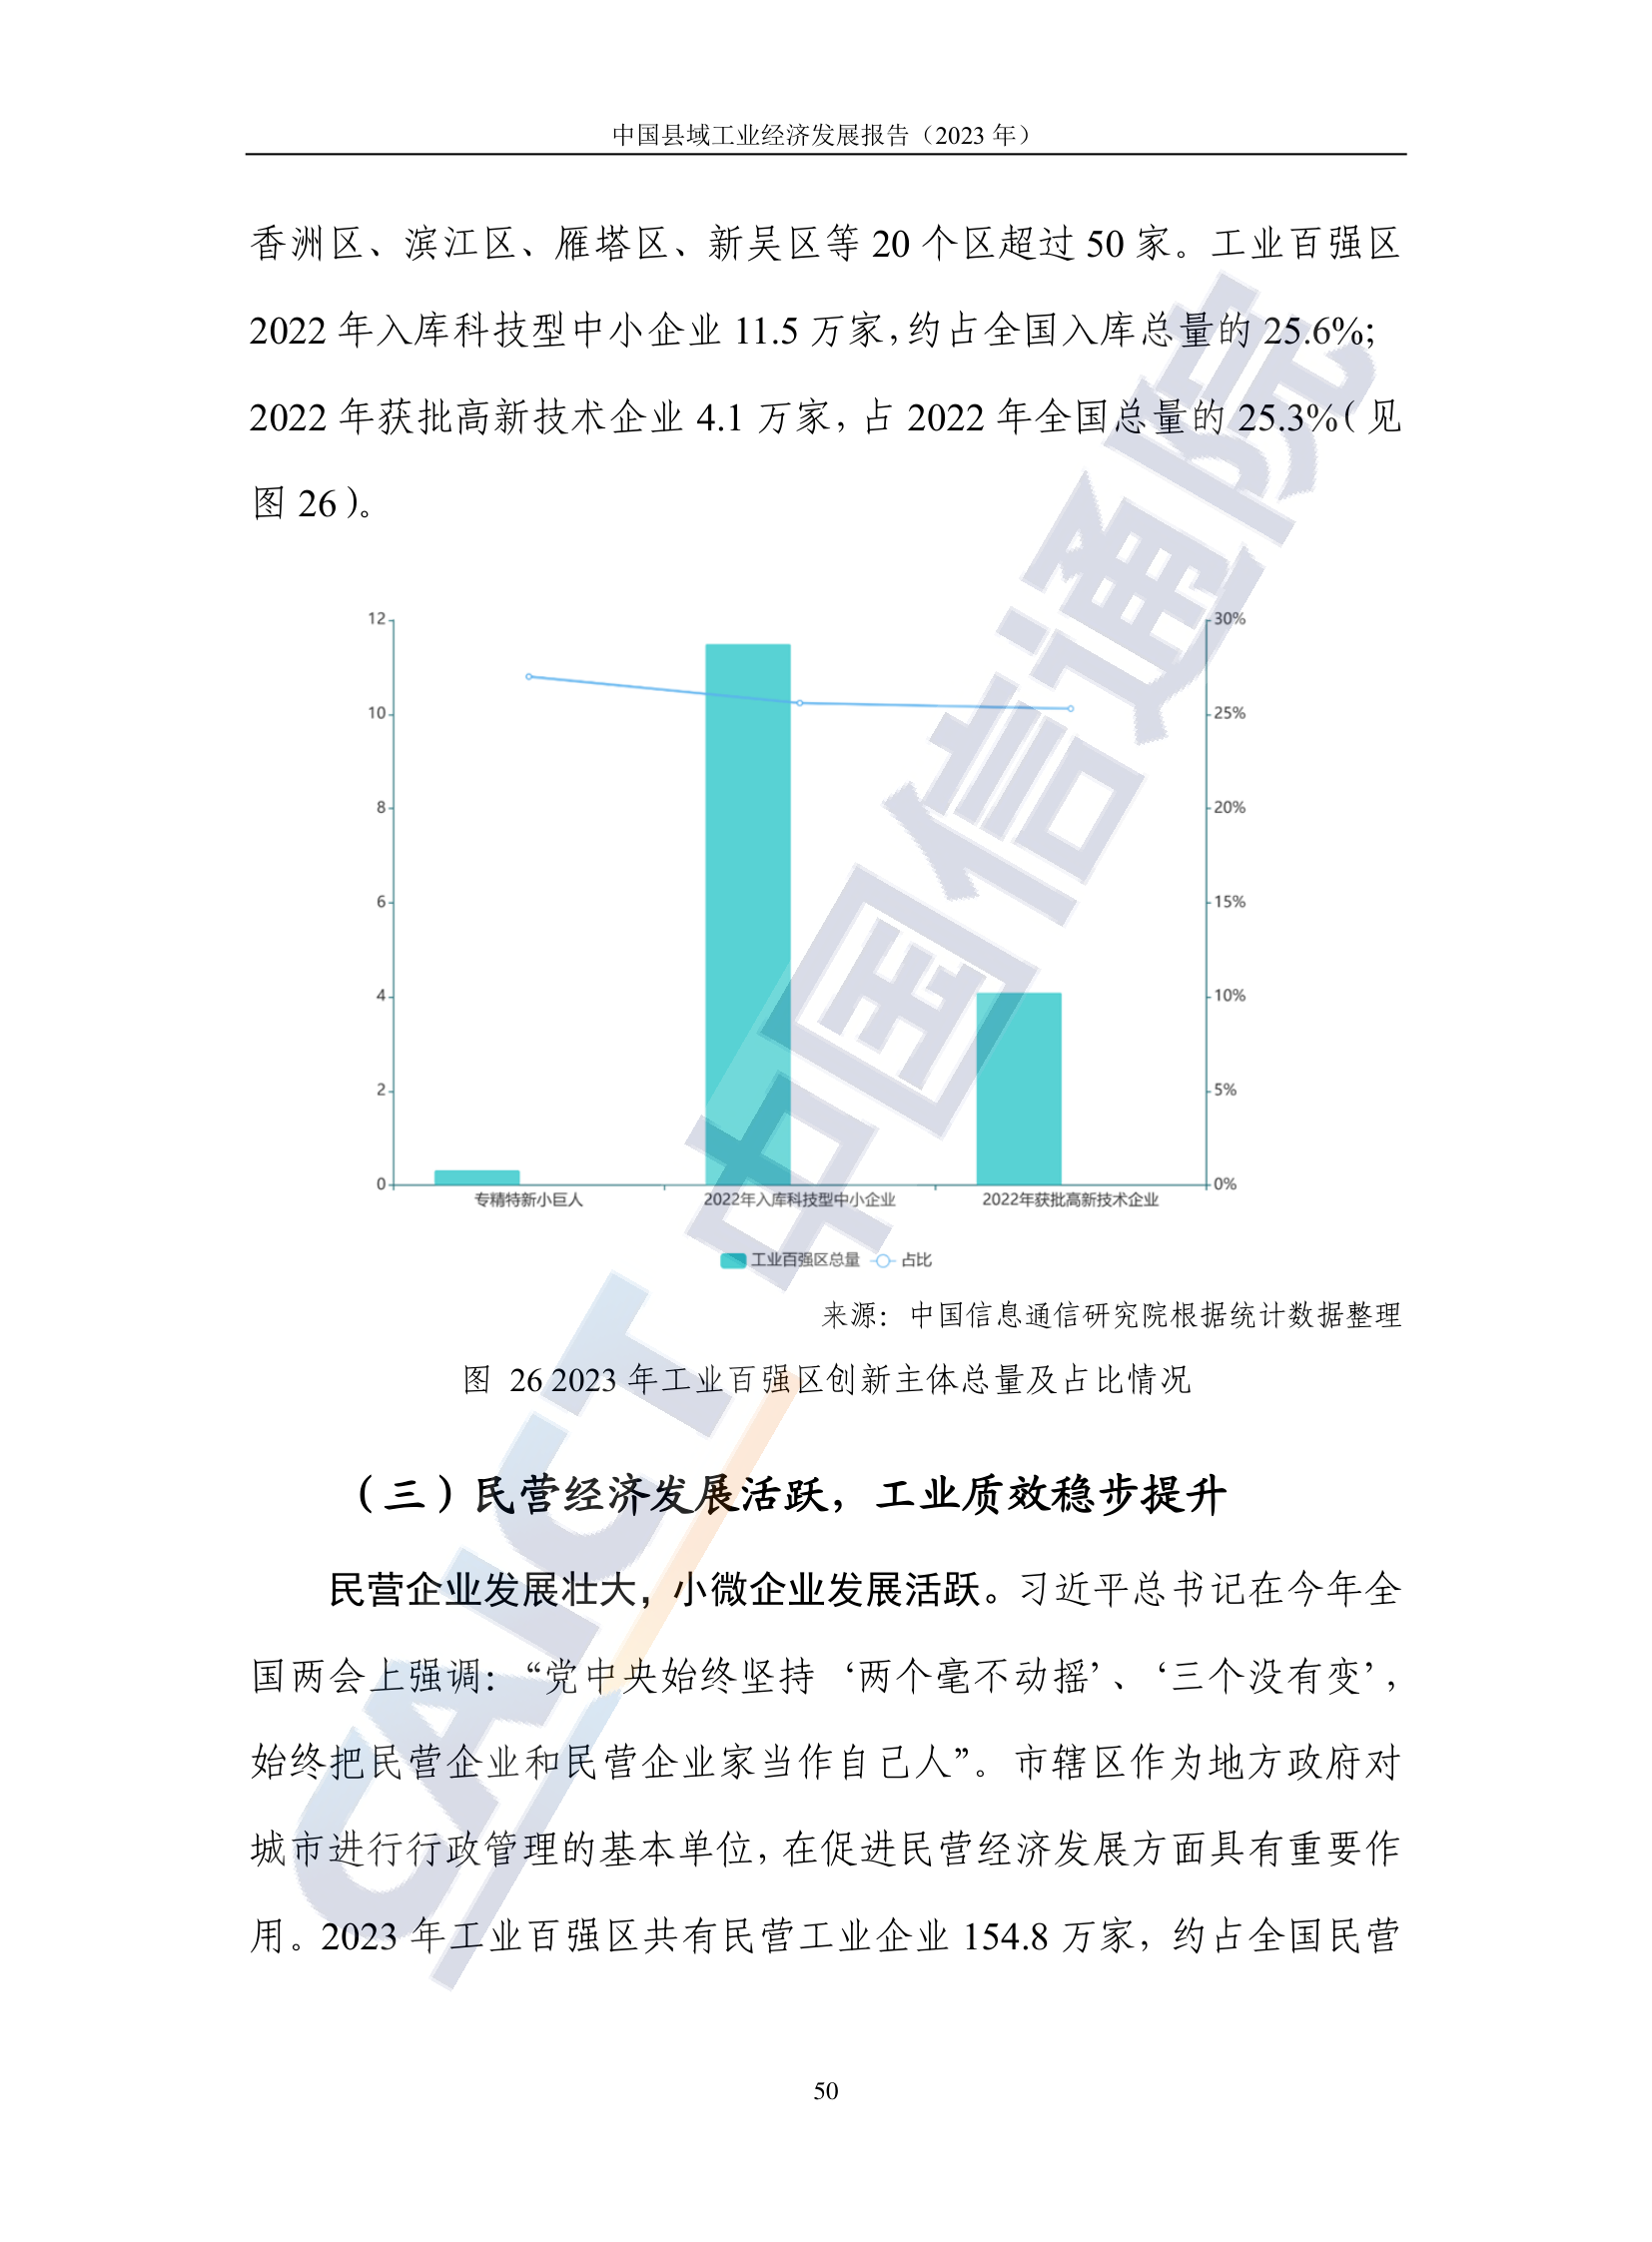 中国县域工业经济发展报告（2023 年）
香洲区、滨江区、雁塔区、新吴区等 20 个区超过 50 家。工业百强区
2022 年入库科技型中小企业 11.5 万家，约占全国入库总量的 25.6%；
2022 年获批高新技术企业 4.1 万家，占 2022 年全国总量的 25.3%（见
图 26）。
12 30%
10 25%
8 20%
6 15%
4 10%
2 5%
0 0%
专精特新小巨人 2022年入库科技型中小企业 2022年获批高新技术企业
工业百强区总量 占比
来源：中国信息通信研究院根据统计数据整理
图 26 2023 年工业百强区创新主体总量及占比情况
（三）民营经济发展活跃，工业质效稳步提升
民营企业发展壮大，小微企业发展活跃。习近平总书记在今年全
国两会上强调：“党中央始终坚持 ‘两个毫不动摇’、‘三个没有变’，
始终把民营企业和民营企业家当作自己人”。市辖区作为地方政府对
城市进行行政管理的基本单位，在促进民营经济发展方面具有重要作
用。2023 年工业百强区共有民营工业企业 154.8 万家，约占全国民营
50
CAICT 中国信通院